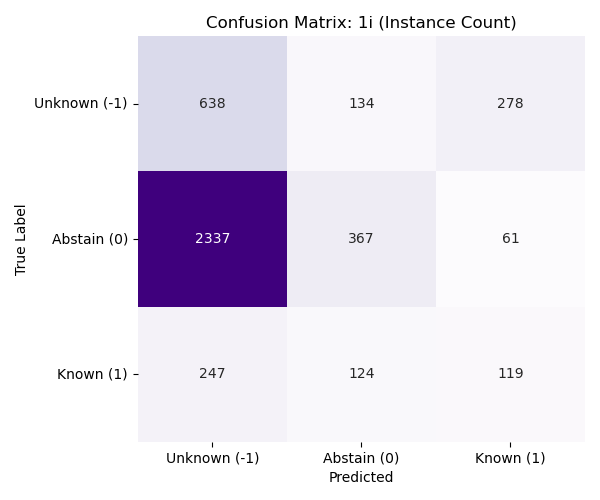 Confusion Matrix: 1i (Instance Count)
True Label
Unknown (-1) 638 134 278
Abstain (0) 2337 367 61
Known (1) 247 124 119
Unknown (-1) Abstain (0) Known (1)
Predicted